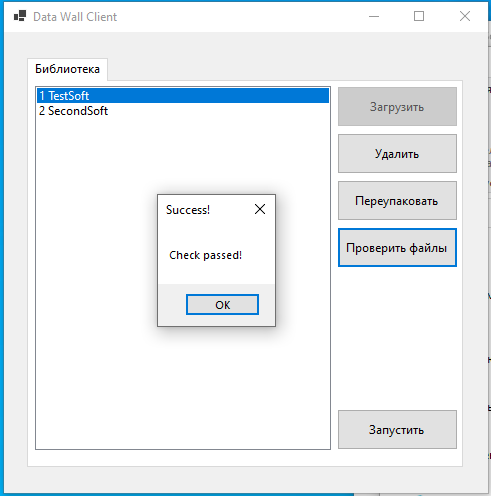 Data Wall Client
Библиотека
1 TestSoft
2 SecondSoft
Загрузить
Удалить
Переупаковать
Проверить файлы
Success!
Check passed!
OK
Запустить